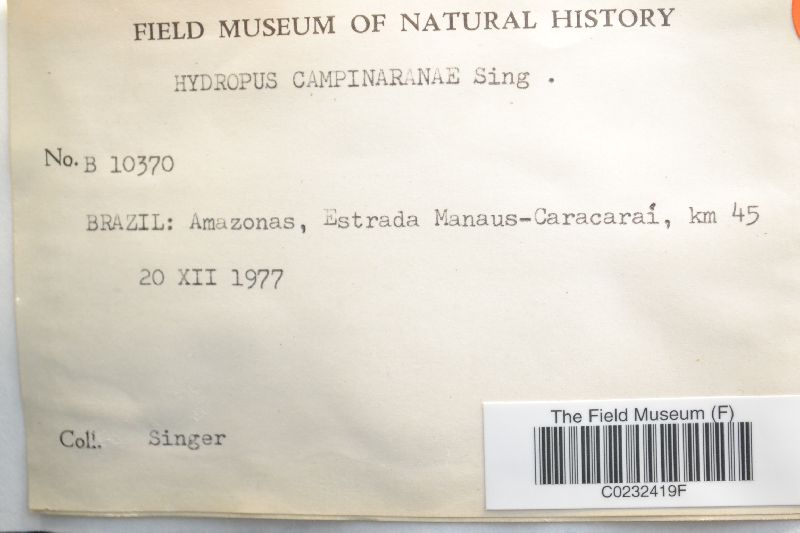 FIELD MUSEUM OF NATURAL HISTORY
HYDROPUS CAMPINARANAE Sing .
No. B 10370
BRAZIL: Amazonas, Estrada Manaus-Caracaraí, km 45
20 XII 1977
Coll. Singer
The Field Museum (F)
C0232419F